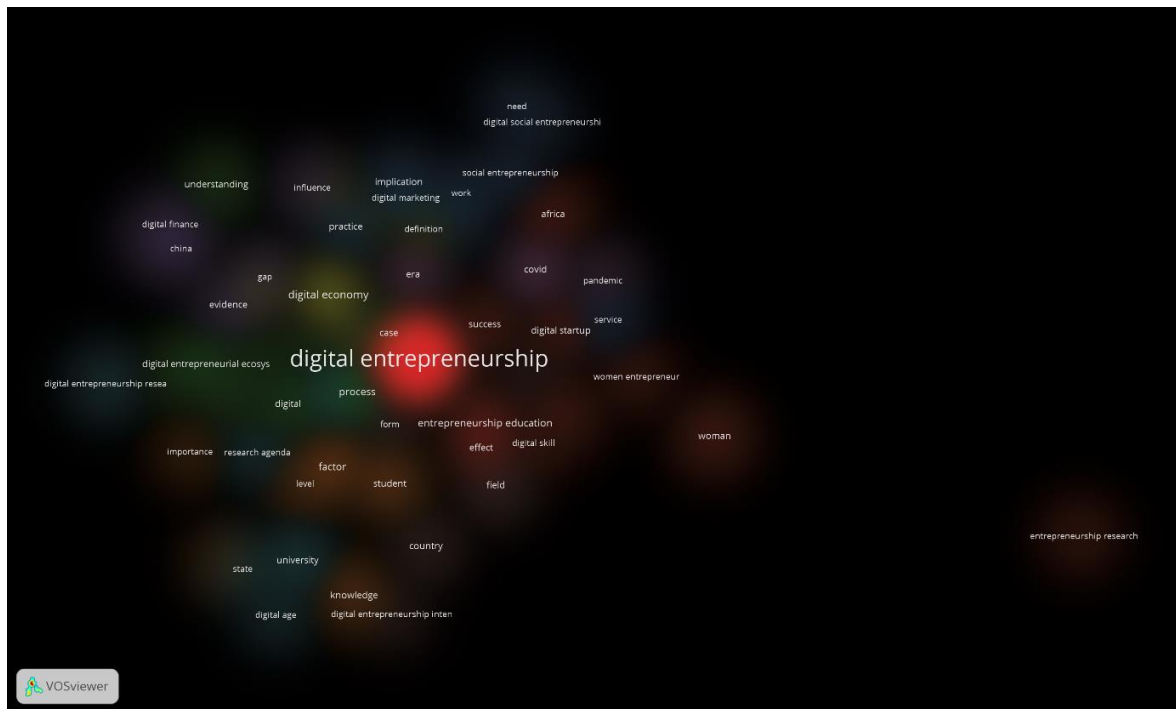 need
digital social entrepreneurshi
social entrepreneurship
understanding
influence
implication
digital marketing
work
africa
digital finance
practice
definition
china
gap
era
covid
pandemic
evidence
digital economy
case
success
digital startup
service
digital entrepreneurship
digital entrepreneurial ecosys
digital entrepreneurship resea
women entrepreneur
process
digital
form
entrepreneurship education
woman
effect
digital skill
importance
research agenda
factor
level
student
field
entrepreneurship research
country
university
state
knowledge
digital age
digital entrepreneurship inten
VOSviewer